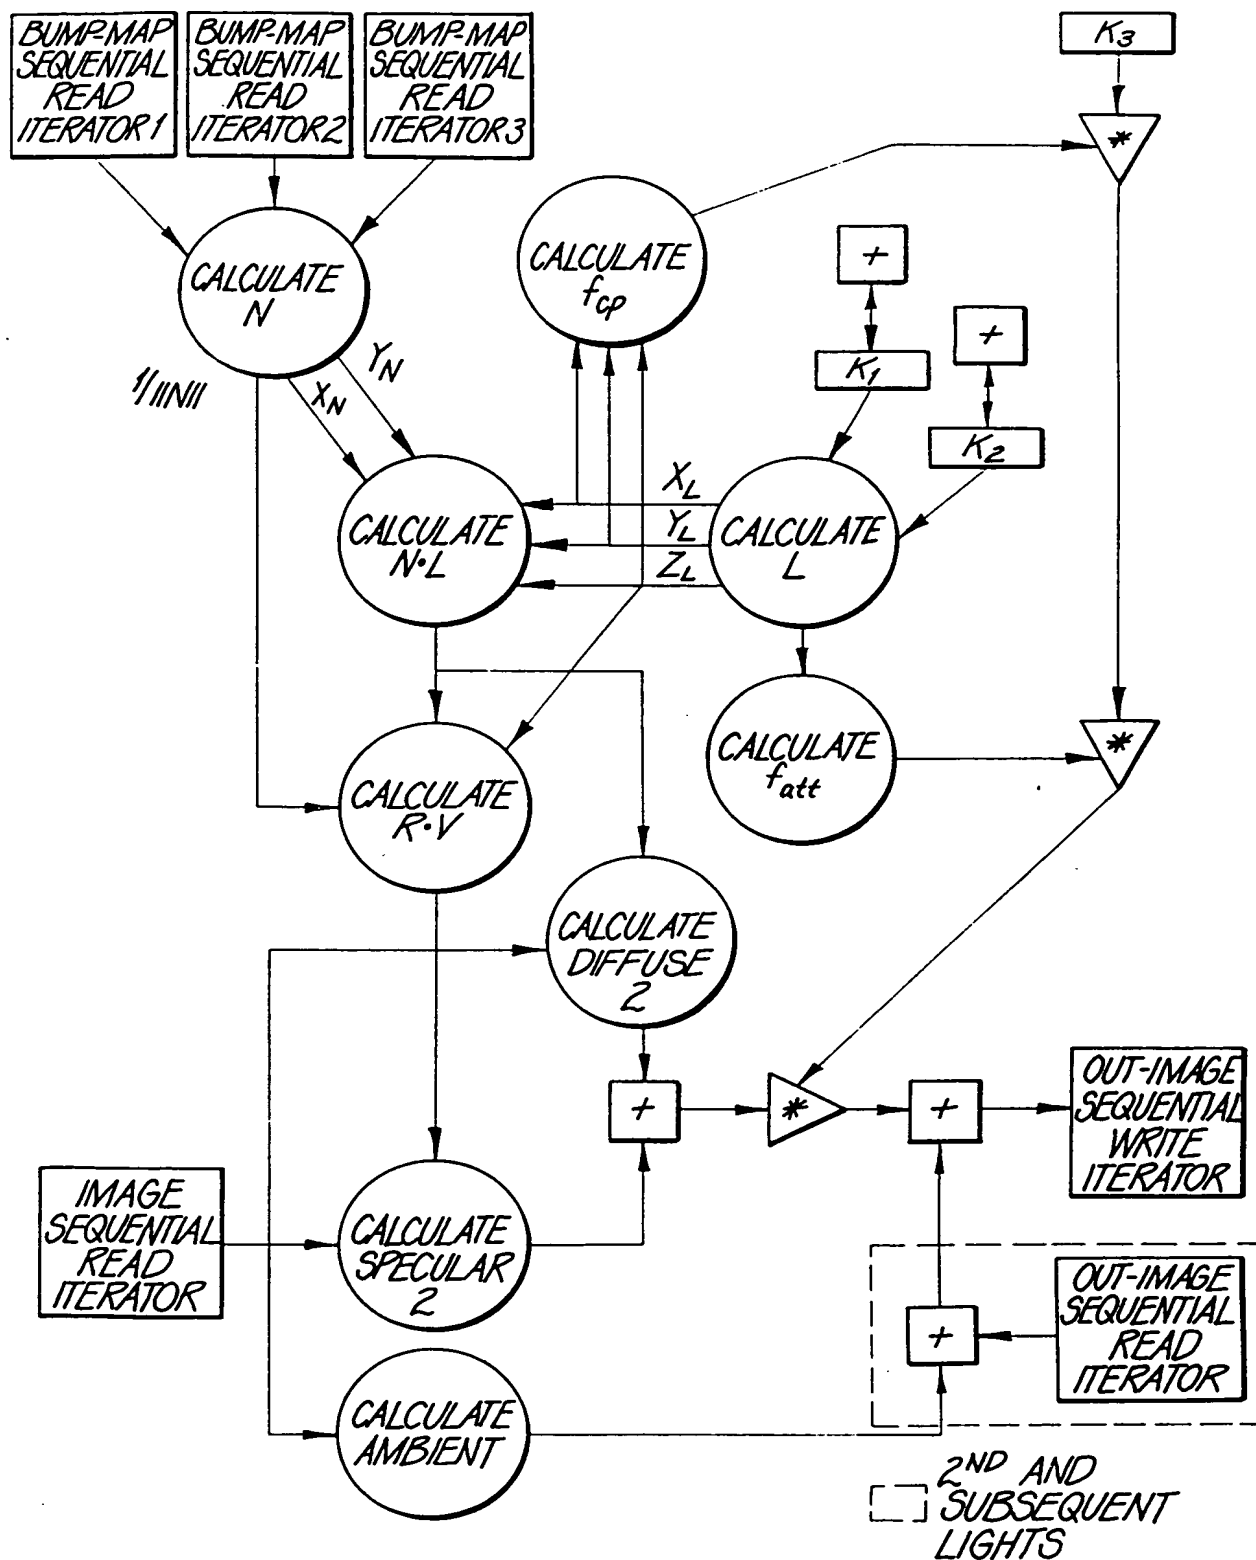 BUMP-MAP
SEQUENTIAL
READ
ITERATOR 1
BUMP-MAP
SEQUENTIAL
READ
ITERATOR 2
BUMP-MAP
SEQUENTIAL
READ
ITERATOR 3
K3
*
CALCULATE
N
CALCULATE
fcp
+
+
K1
K2
1/||N||
XN
YN
CALCULATE
N·L
XL
YL
ZL
CALCULATE
L
CALCULATE
R·V
CALCULATE
fatt
*
CALCULATE
DIFFUSE
2
+
*
+
OUT-IMAGE
SEQUENTIAL
WRITE
ITERATOR
IMAGE
SEQUENTIAL
READ
ITERATOR
CALCULATE
SPECULAR
2
+
OUT-IMAGE
SEQUENTIAL
READ
ITERATOR
CALCULATE
AMBIENT
2ND AND
SUBSEQUENT
LIGHTS